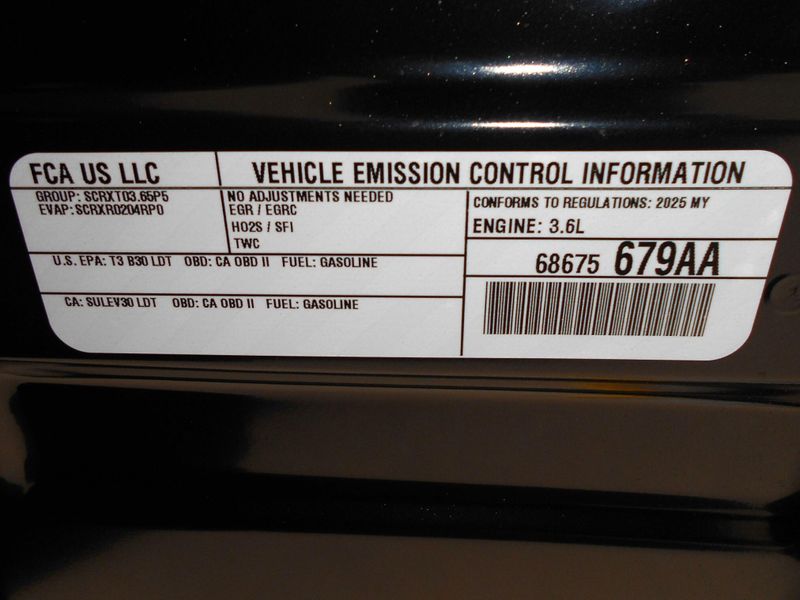 FCA US LLC
VEHICLE EMISSION CONTROL INFORMATION
GROUP: SCRXT03.65P5
EVAP: SCRXR0204RP0
NO ADJUSTMENTS NEEDED
EGR / EGRC
HO2S / SFI
TWC
CONFORMS TO REGULATIONS: 2025 MY
ENGINE: 3.6L
U.S. EPA: T3 B30 LDT OBD: CA OBD II FUEL: GASOLINE
68675 679AA
CA: SULEV30 LDT OBD: CA OBD II FUEL: GASOLINE